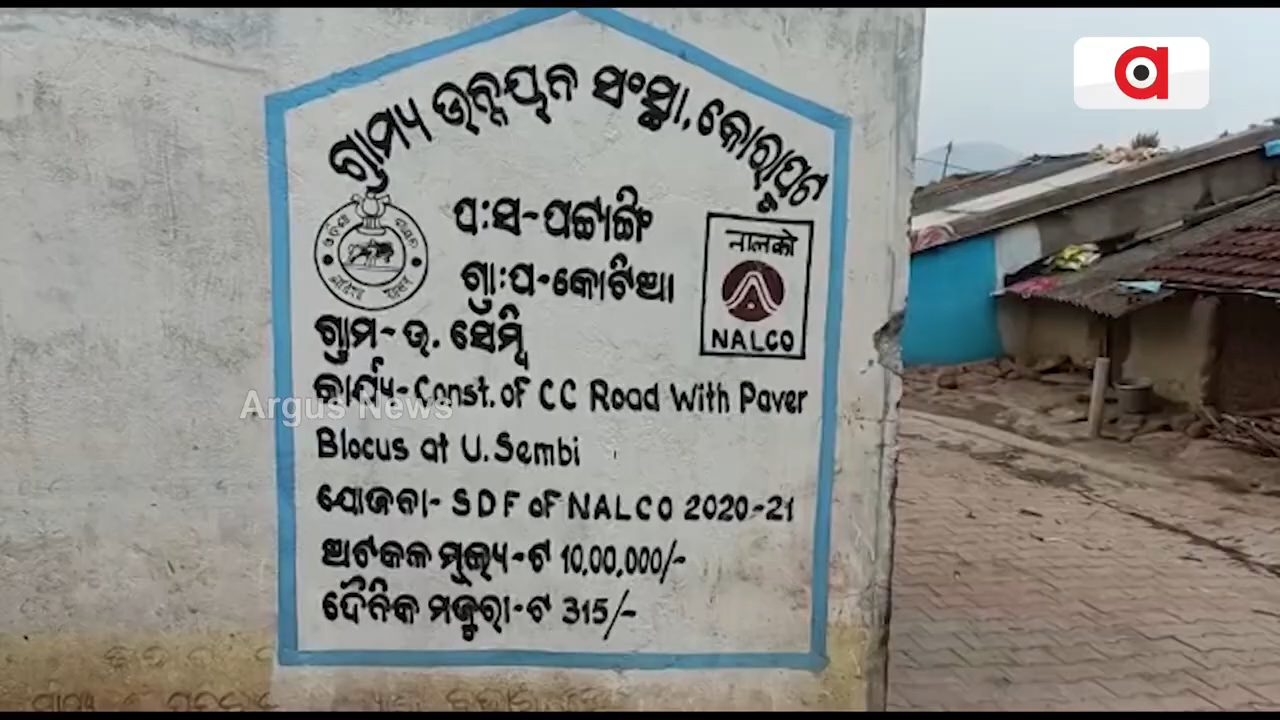 ଗ୍ରାମ୍ୟ ଉନ୍ନୟନ ସଂସ୍ଥା, କୋରାପୁଟ
ପ:ସ-ପଟ୍ଟାଙ୍ଗି
ଗ୍ରା:ପ-କୋଟିଆ
नालको
NALCO
ଗ୍ରାମ-ଉ. ସେମ୍ବି
କାର୍ଯ୍ୟ-Const. of CC Road With Paver
Blocus at U. Sembi
ଯୋଜନା- SDF of NALCO 2020-21
ଅଟକଳ ମୂଲ୍ୟ-ଟ 10,00,000/-
ଦୈନିକ ମଜୁରୀ-ଟ 315/-
Argus News
a